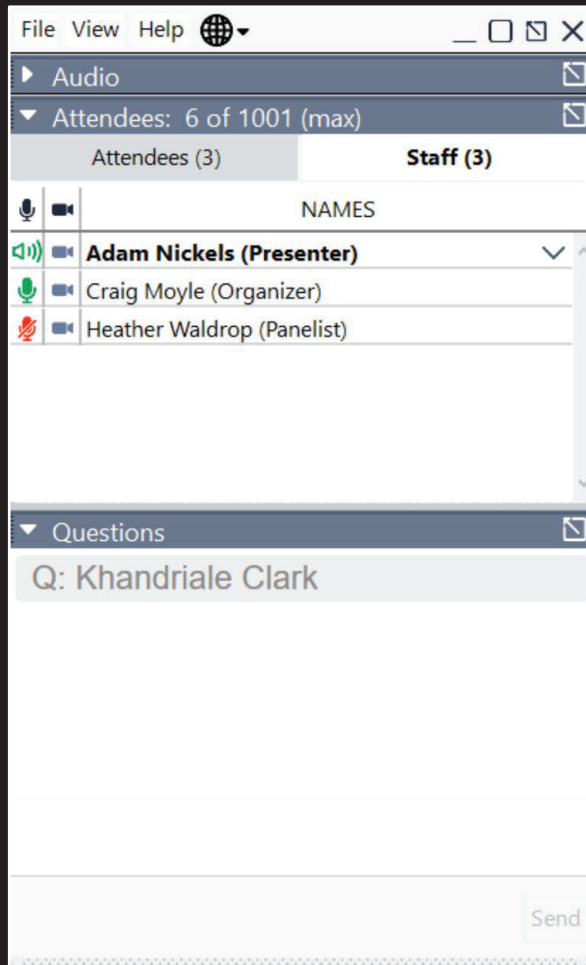 File View Help
Audio
Attendees: 6 of 1001 (max)
Attendees (3) Staff (3)
NAMES
Adam Nickels (Presenter)
Craig Moyle (Organizer)
Heather Waldrop (Panelist)
Questions
Q: Khandriale Clark
Send